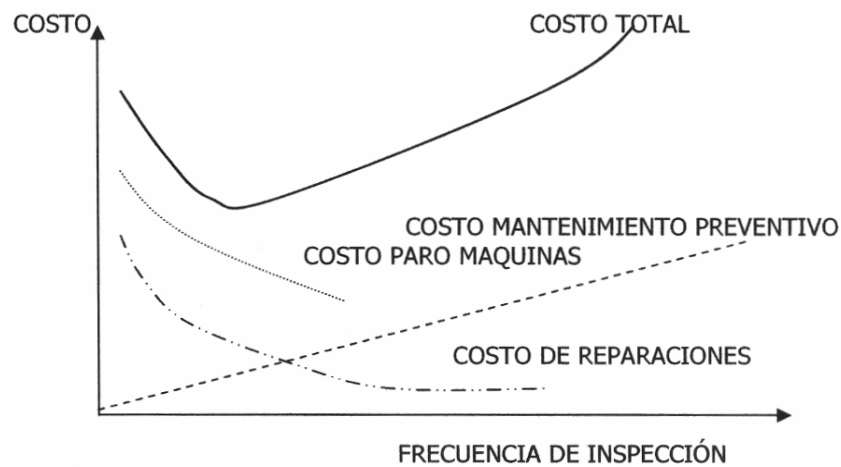 COSTO
COSTO TOTAL
COSTO MANTENIMIENTO PREVENTIVO
COSTO PARO MAQUINAS
COSTO DE REPARACIONES
FRECUENCIA DE INSPECCIÓN